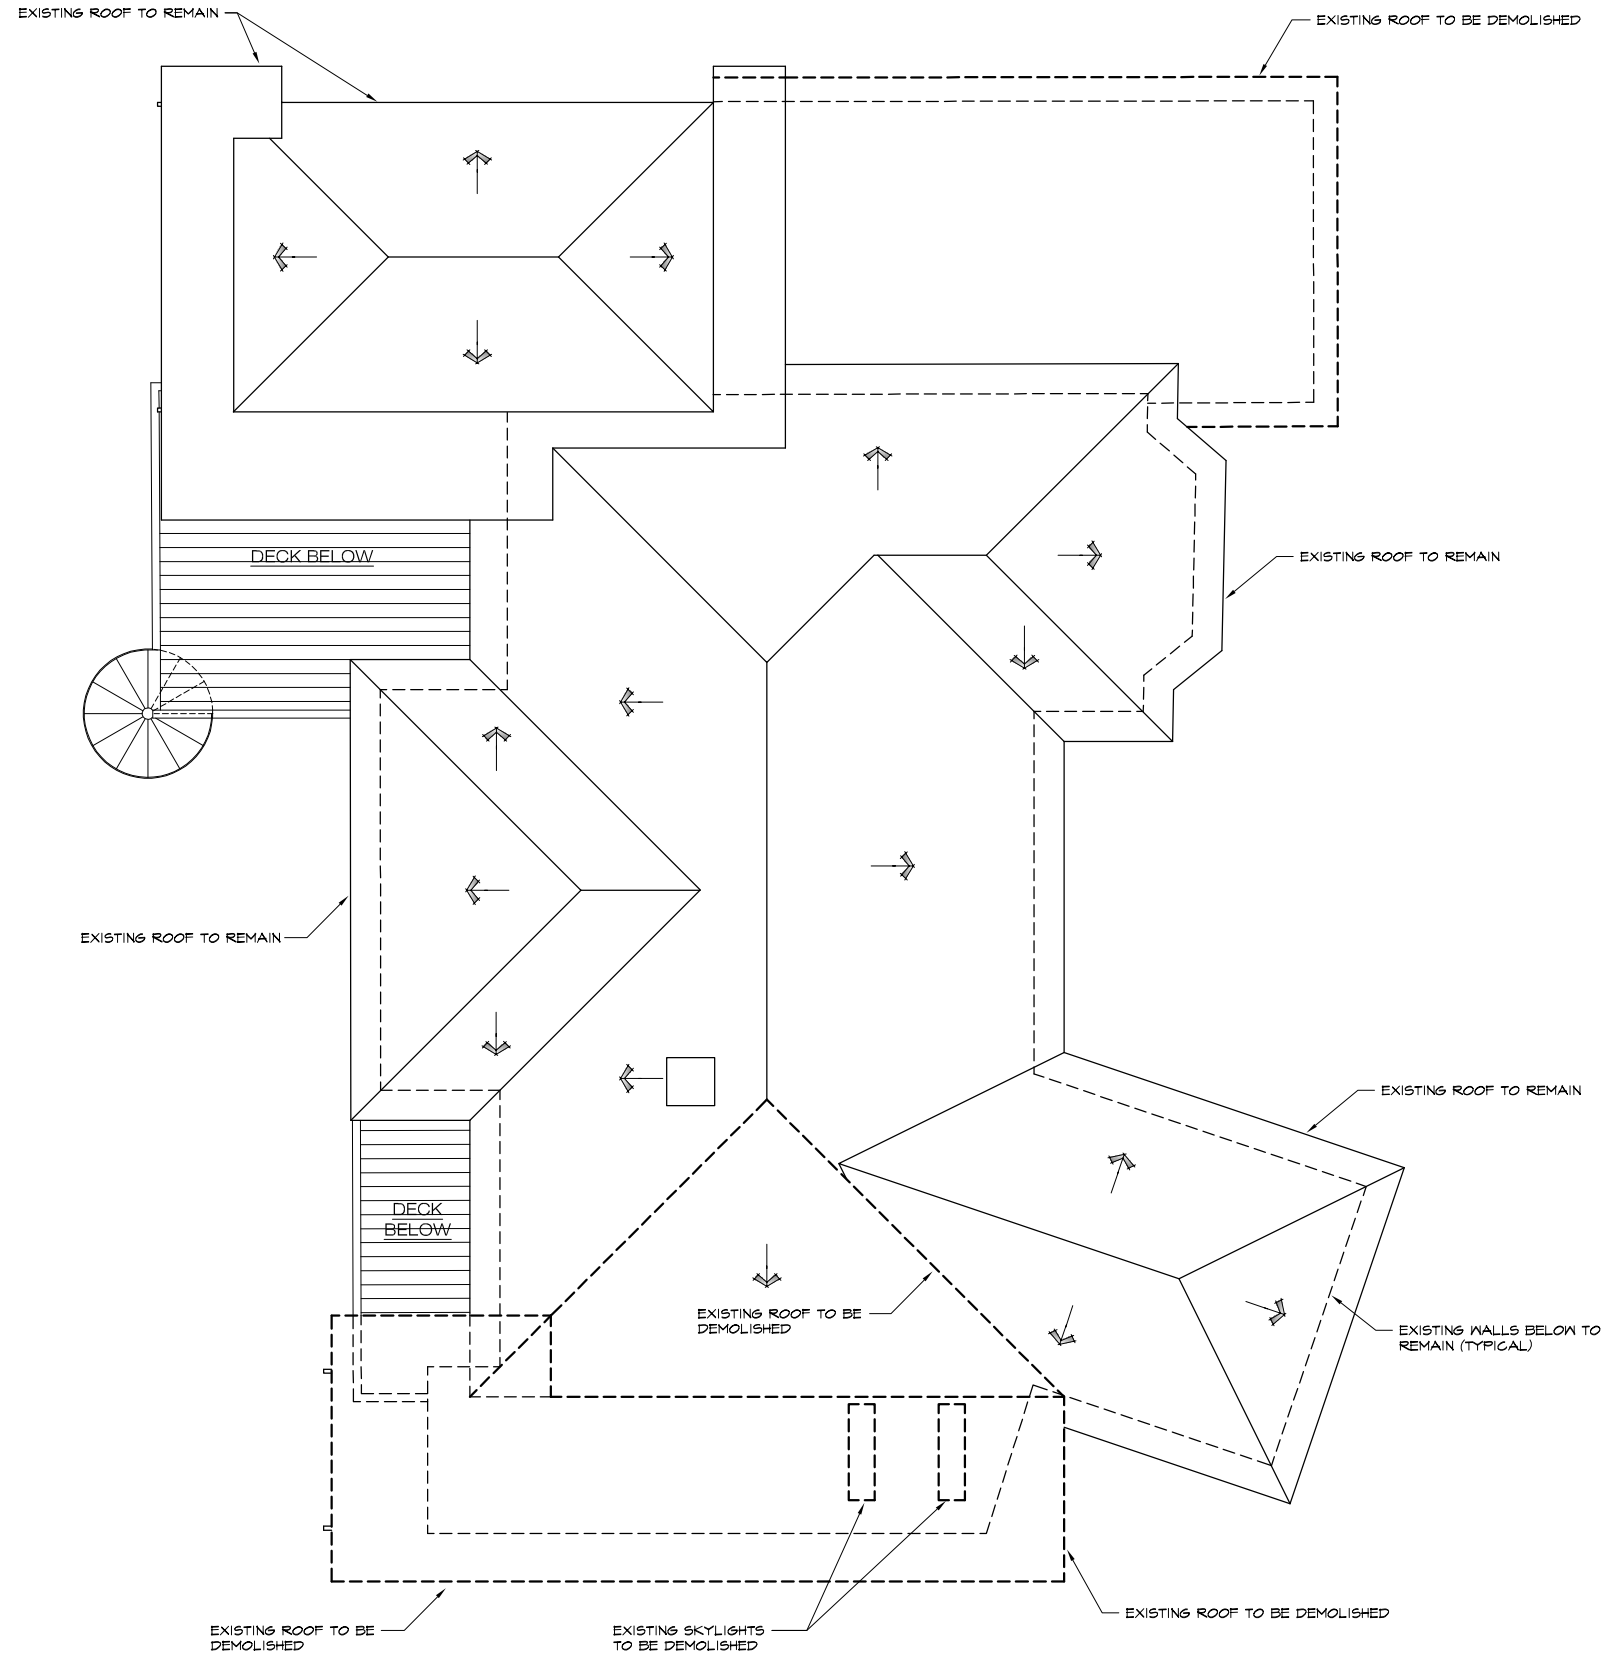 EXISTING ROOF TO REMAIN
EXISTING ROOF TO BE DEMOLISHED
DECK BELOW
EXISTING ROOF TO REMAIN
EXISTING ROOF TO REMAIN
EXISTING ROOF TO REMAIN
DECK
BELOW
EXISTING ROOF TO BE
DEMOLISHED
EXISTING WALLS BELOW TO
REMAIN (TYPICAL)
EXISTING ROOF TO BE DEMOLISHED
EXISTING ROOF TO BE
DEMOLISHED
EXISTING SKYLIGHTS
TO BE DEMOLISHED